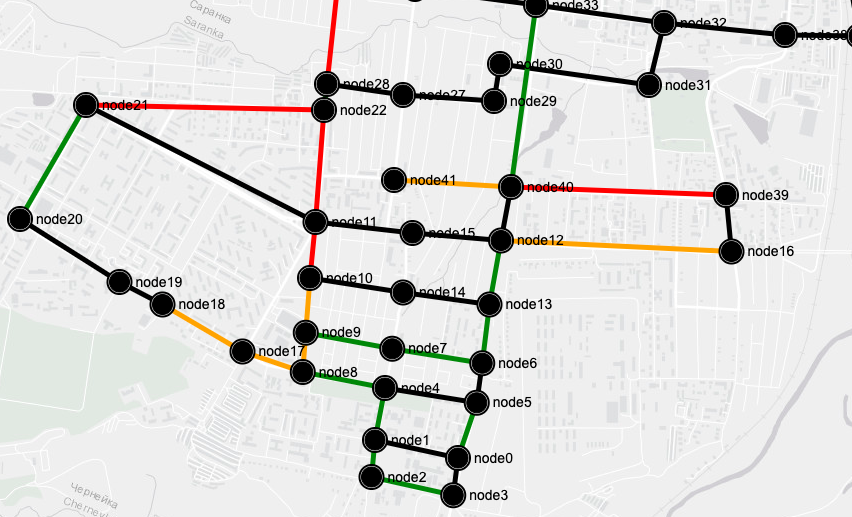 Саранка
Saranka
node33
node32
node38
node30
node28
node27
node29
node31
node21
node22
node41
node40
node39
node20
node11
node15
node12
node16
node19
node10
node14
node18
node13
node9
node7
node17
node6
node8
node4
node5
node1
node0
node2
node3
Чернейка